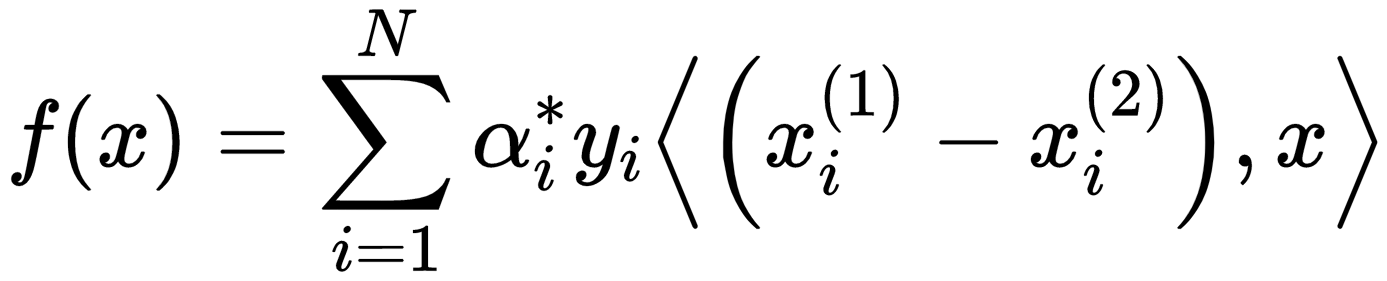 f(x) = \sum_{i=1}^{N} \alpha_i^* y_i \left\langle \left( x_i^{(1)} - x_i^{(2)} \right), x \right\rangle